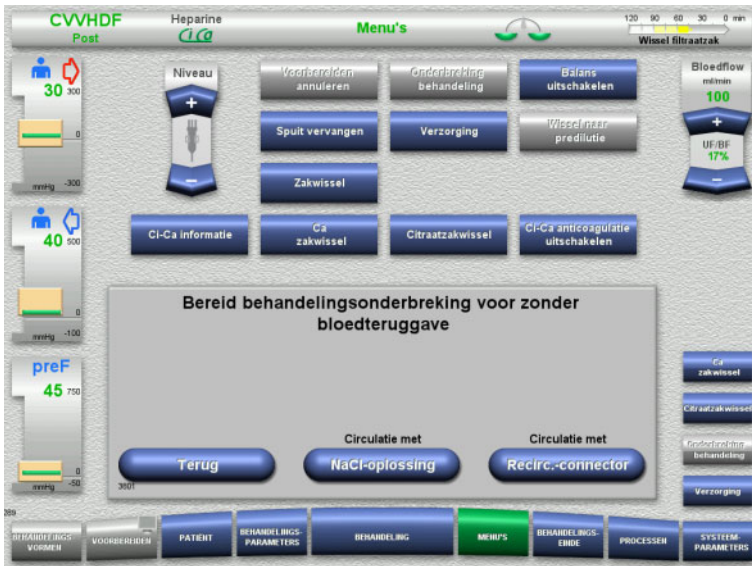 CVVHDF
Post
Heparine
CiCa
Menu's
120 90 60 30 0 min
Wissel filtraatzak
30 300
0
mmHg -300
Niveau
+
−
Voorbereiden
annuleren
Onderbreking
behandeling
Balans
uitschakelen
Spuit vervangen
Verzorging
Wissel naar
predilutie
Zakwissel
Bloedflow
ml/min
100
+
UF/BF
17%
−
40 500
0
mmHg -100
Ci-Ca informatie
Ca
zakwissel
Citraatzakwissel
Ci-Ca anticoagulatie
uitschakelen
Bereid behandelingsonderbreking voor zonder
bloedteruggave
preF
45 750
0
mmHg -50
Circulatie met
Circulatie met
Terug
NaCl-oplossing
Recirc.-connector
3801
Ca
zakwissel
Citraatzakwissel
Onderbreking
behandeling
Verzorging
289
BEHANDELINGS-
VORMEN
VOORBEREIDEN
PATIËNT
BEHANDELINGS-
PARAMETERS
BEHANDELING
MENU'S
BEHANDELINGS-
EINDE
PROCESSEN
SYSTEEM-
PARAMETERS